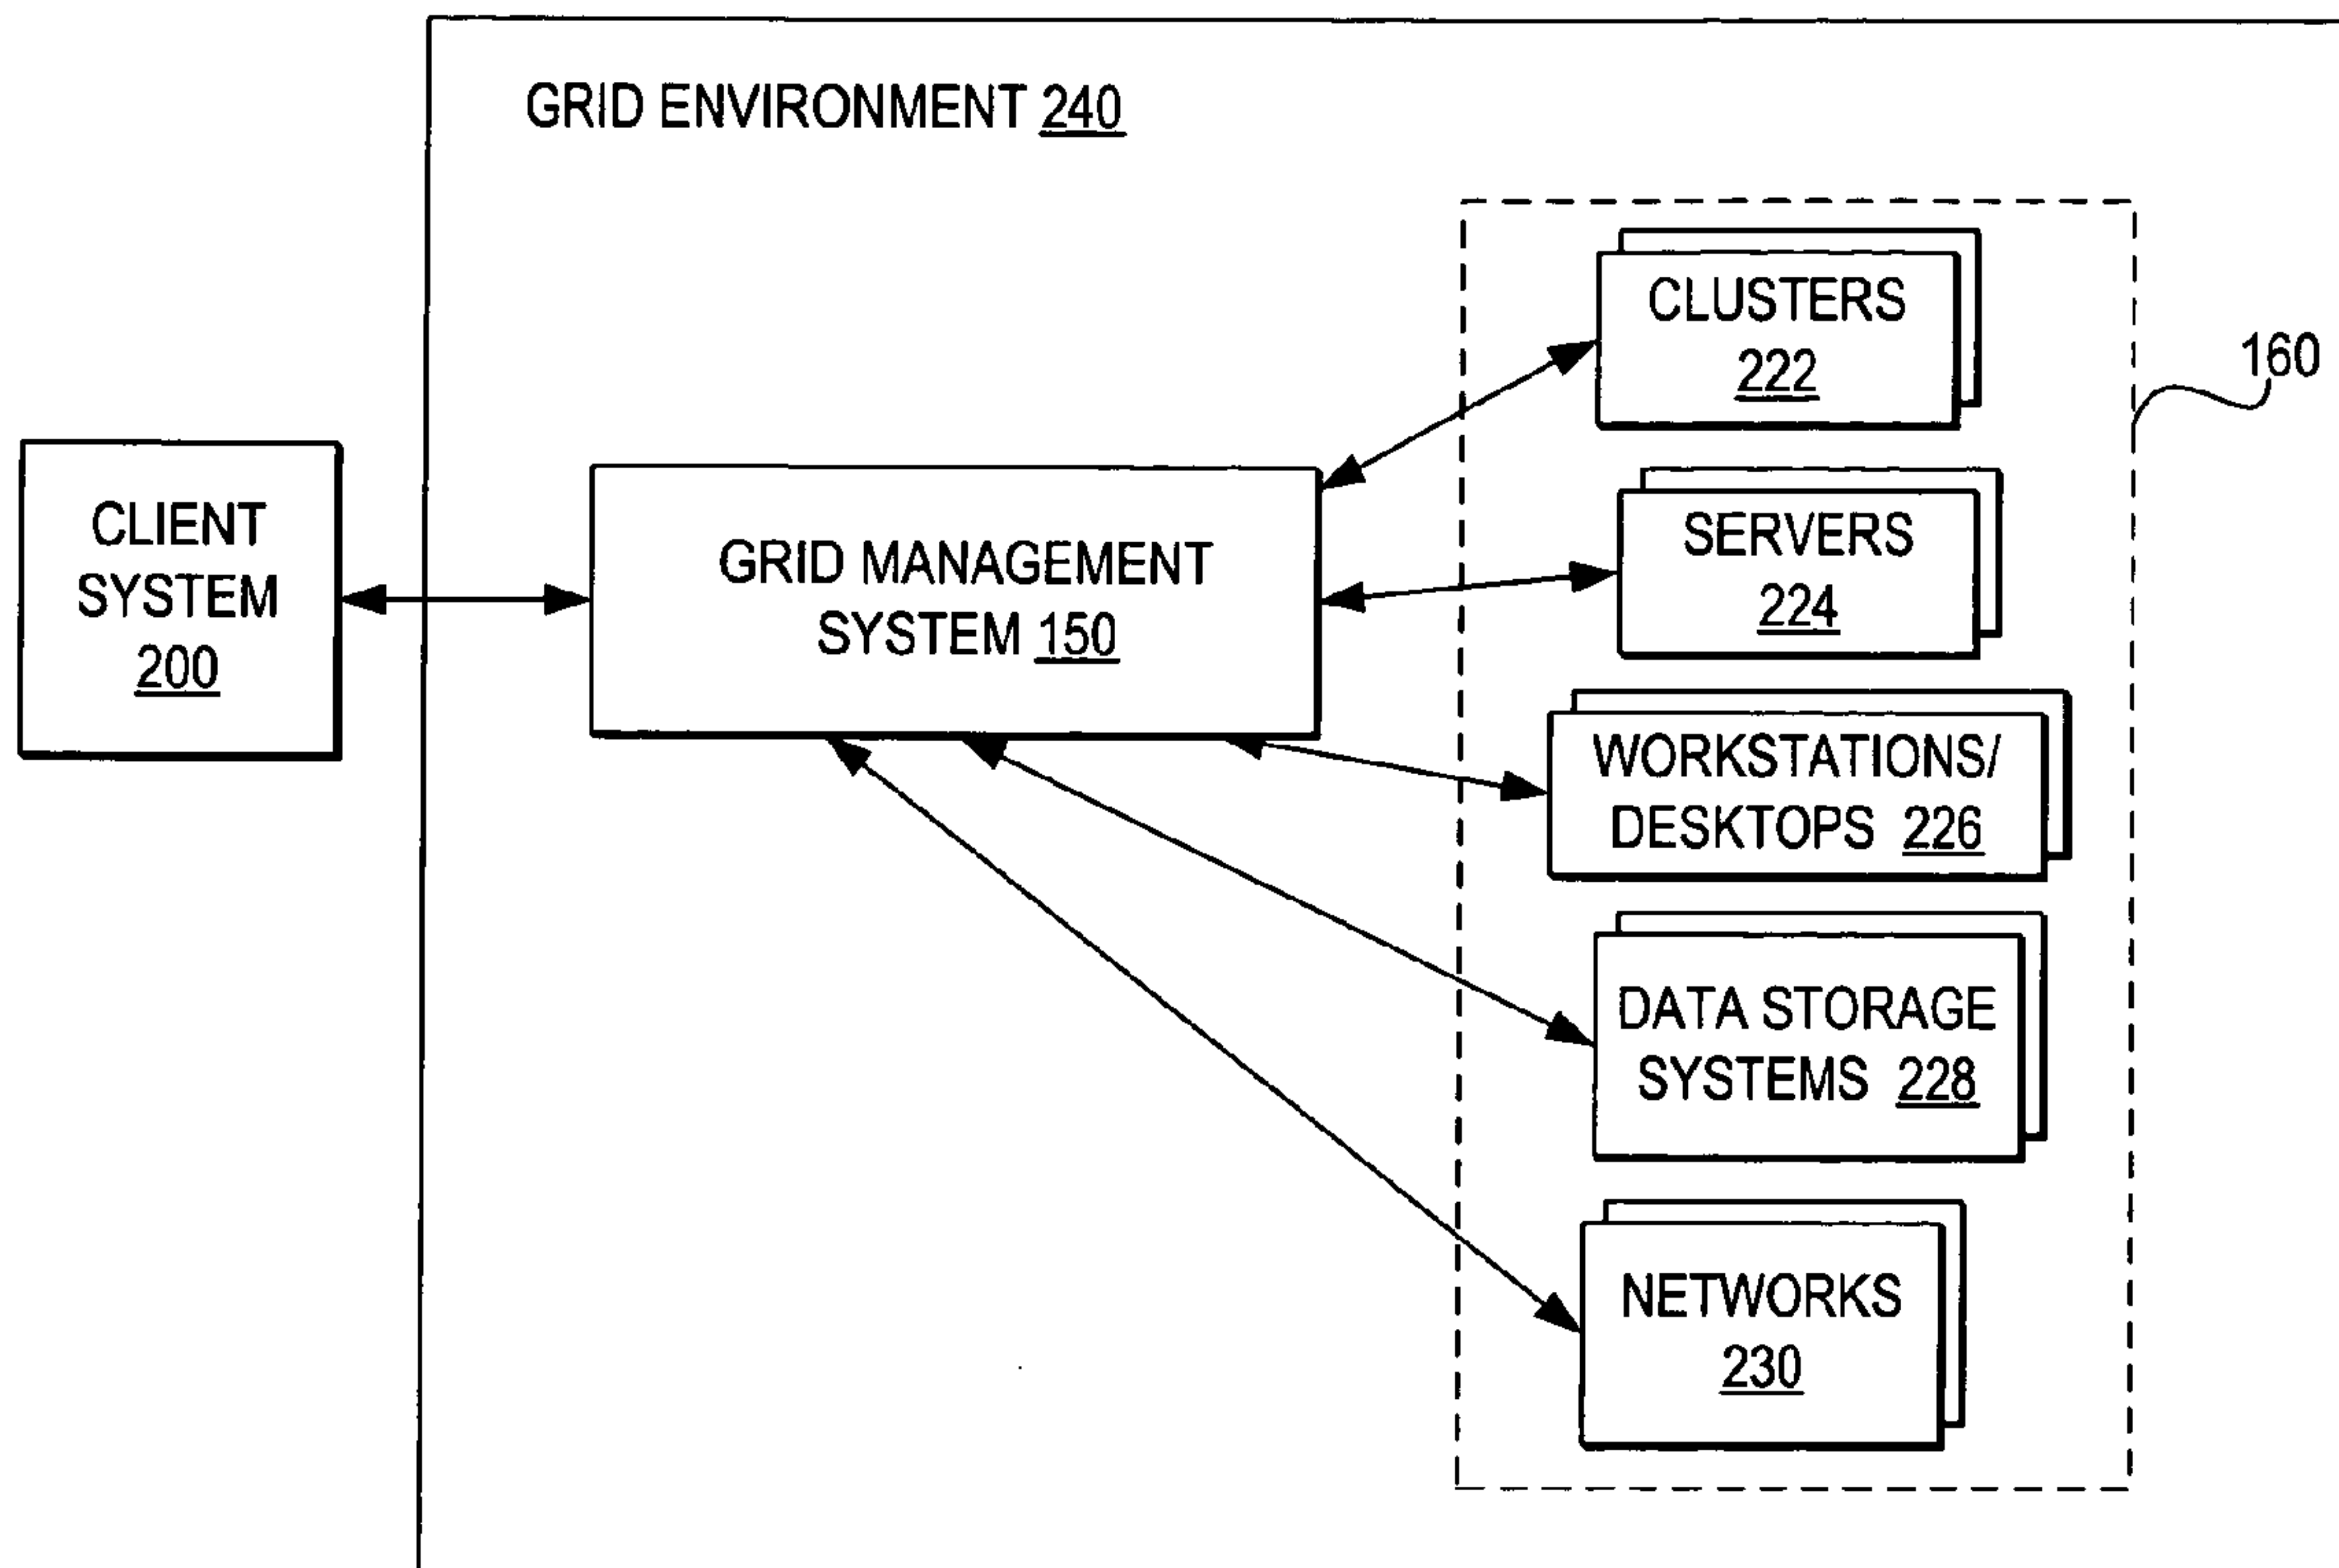 GRID ENVIRONMENT 240
CLIENT
SYSTEM
200
GRID MANAGEMENT
SYSTEM 150
CLUSTERS
222
160
SERVERS
224
WORKSTATIONS/
DESKTOPS 226
DATA STORAGE
SYSTEMS 228
NETWORKS
230